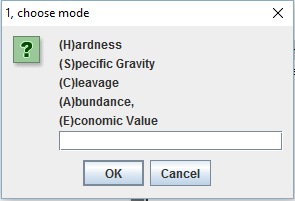 1, choose mode
?
(H)ardness
(S)pecific Gravity
(C)leavage
(A)bundance,
(E)conomic Value
OK Cancel